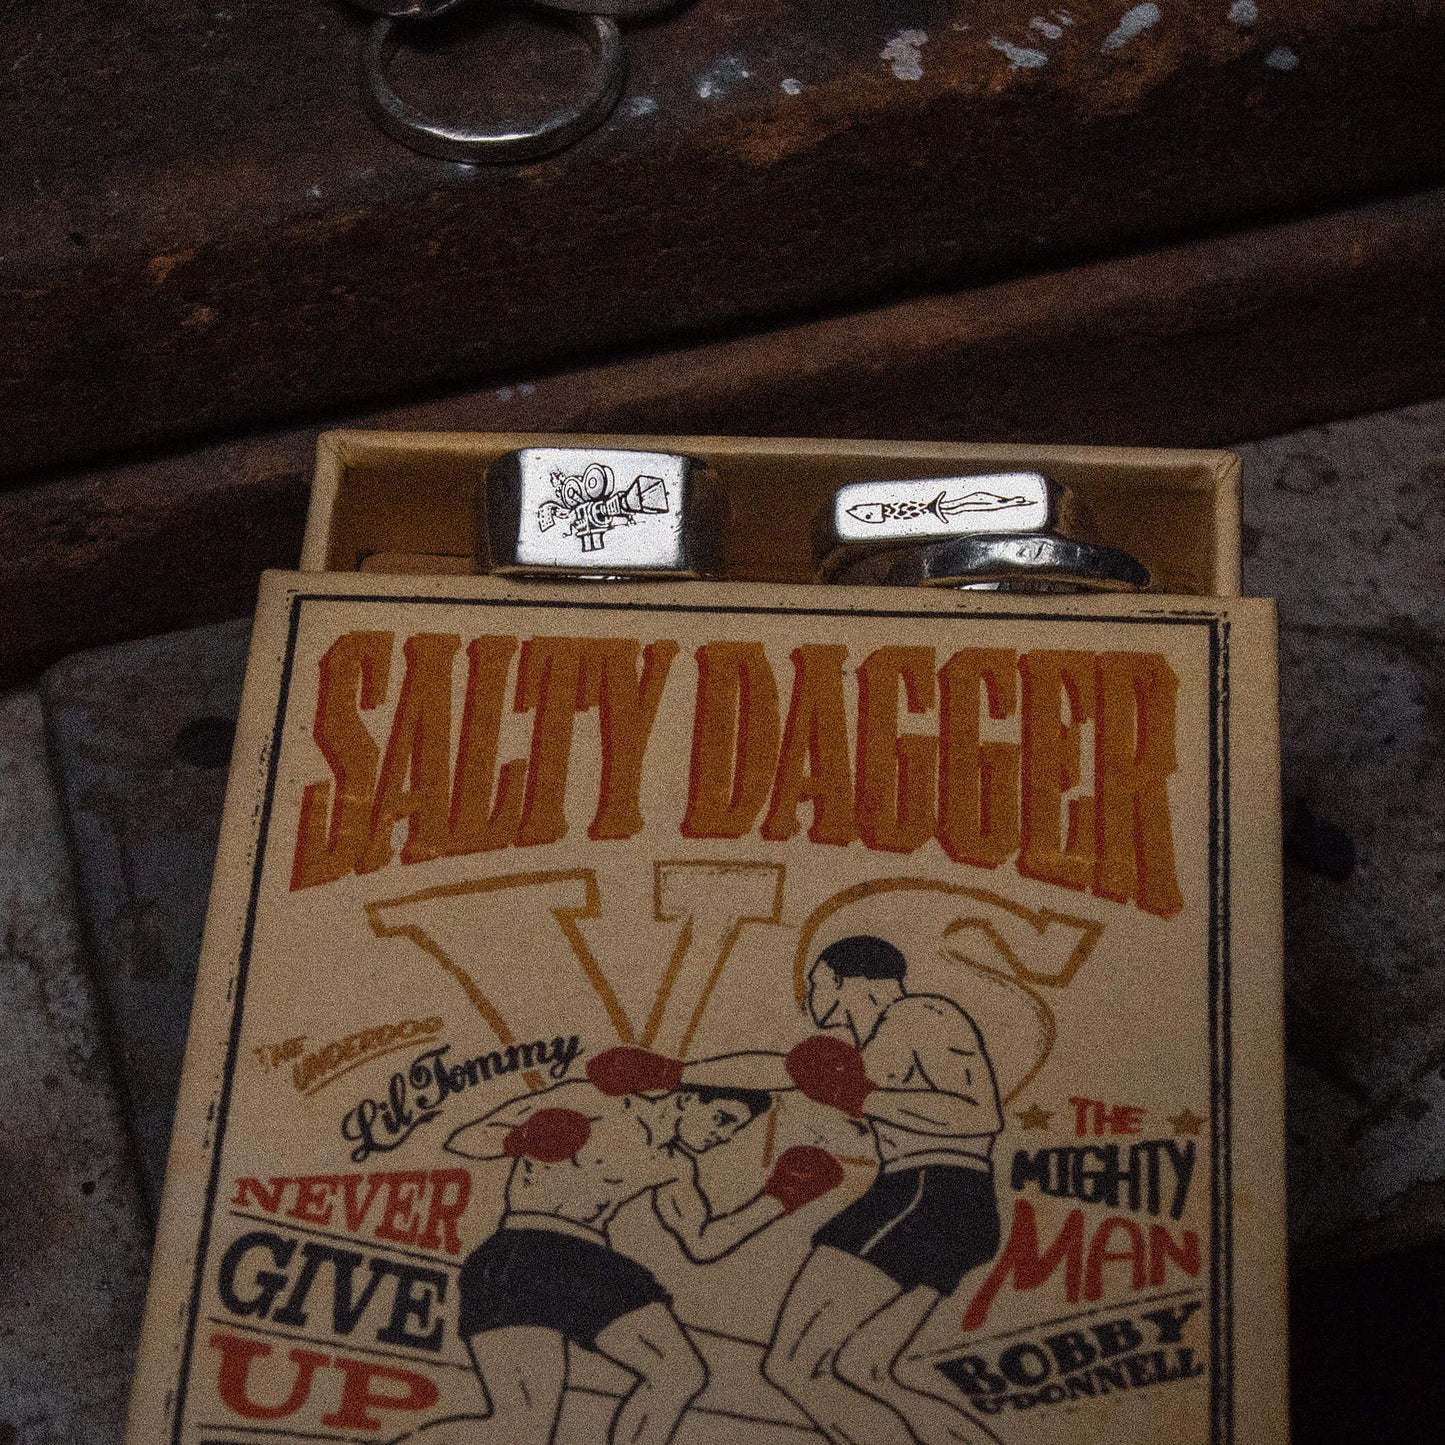 SALTY DAGGER
VS
THE
UNDERDOG
Lil Tommy
NEVER
GIVE
UP
THE
MIGHTY
MAN
BOBBY
O'DONNELL